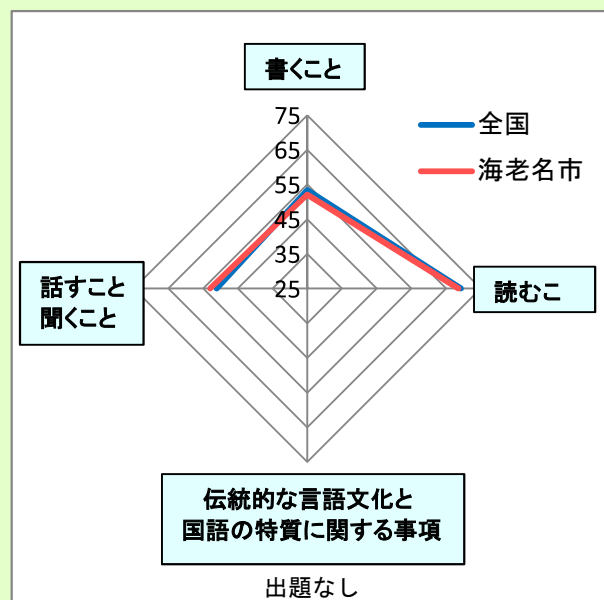 書くこと
75
65
55
45
35
25
全国
海老名市
話すこと
聞くこと
読むこ
伝統的な言語文化と
国語の特質に関する事項
出題なし